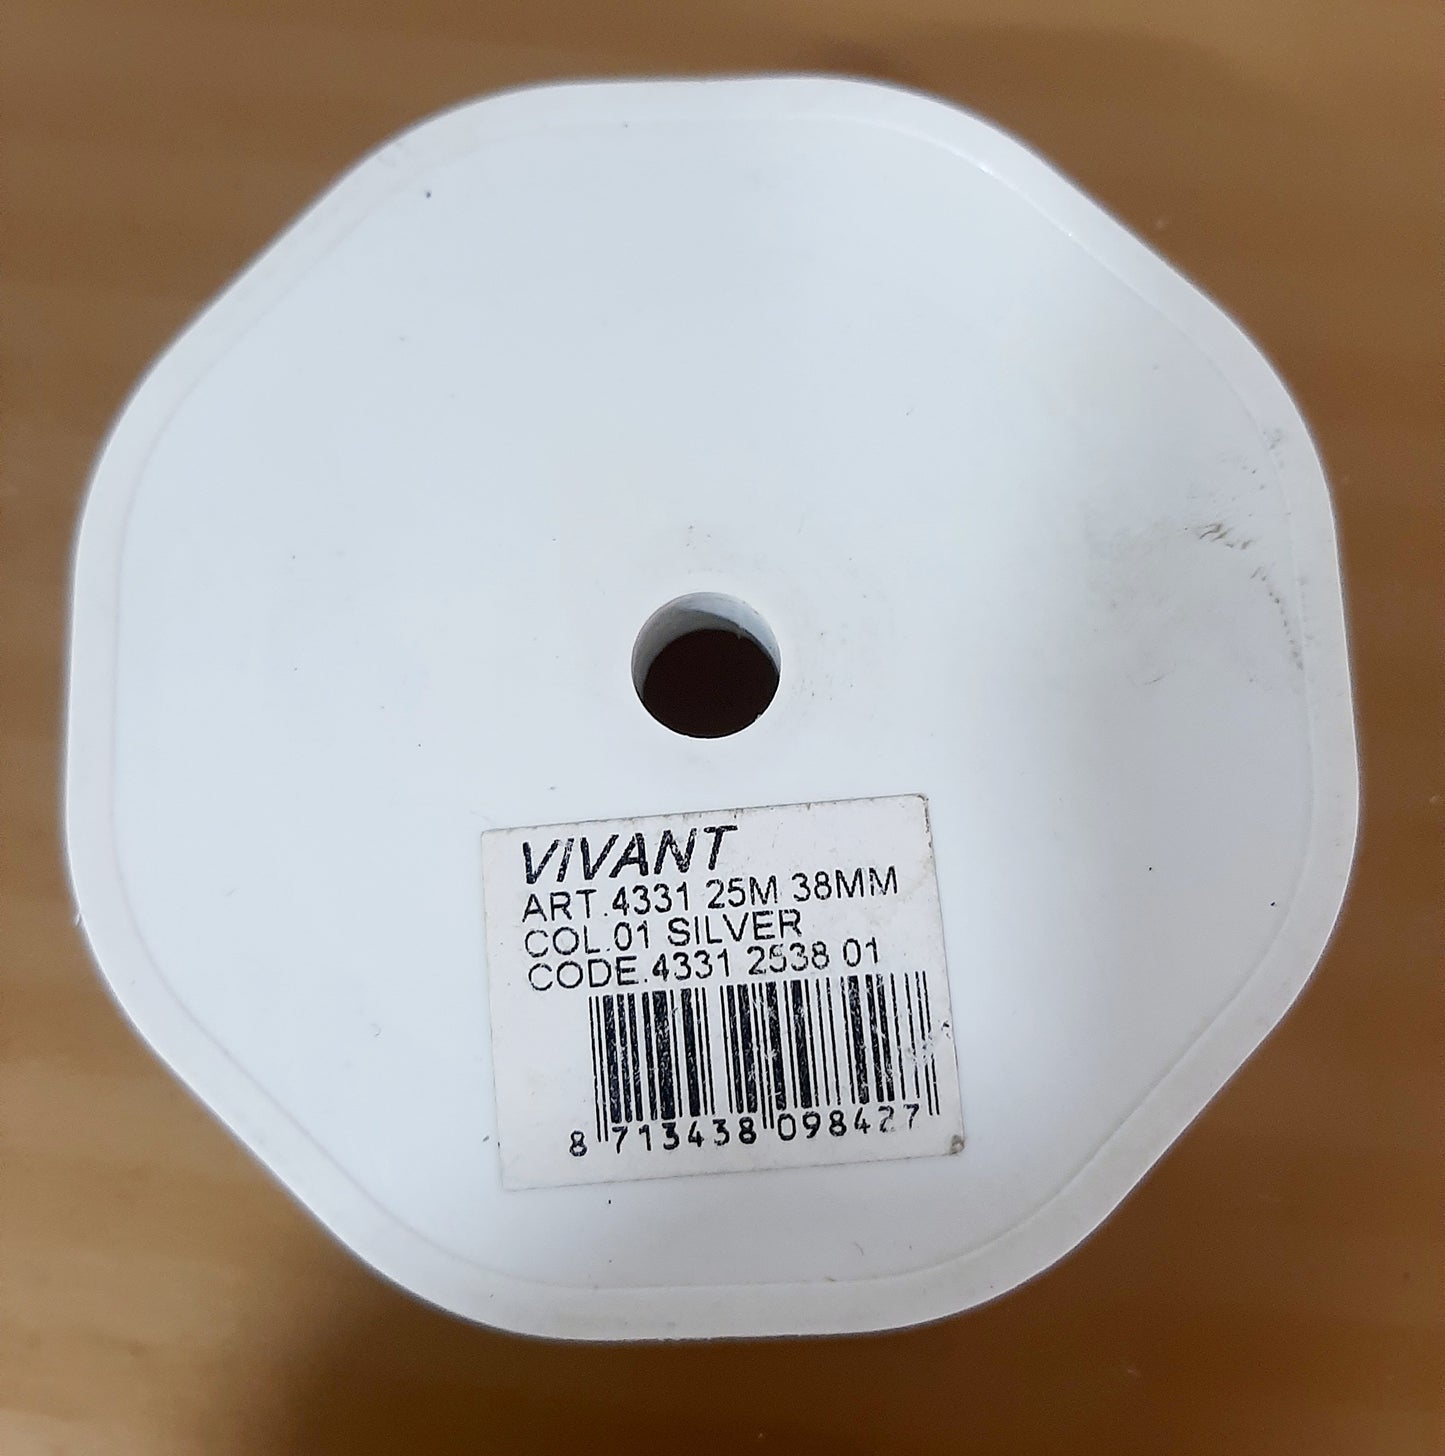 VIVANT
ART.4331 25M 38MM
COL.01 SILVER
CODE.4331 2538 01
8 713438 098427